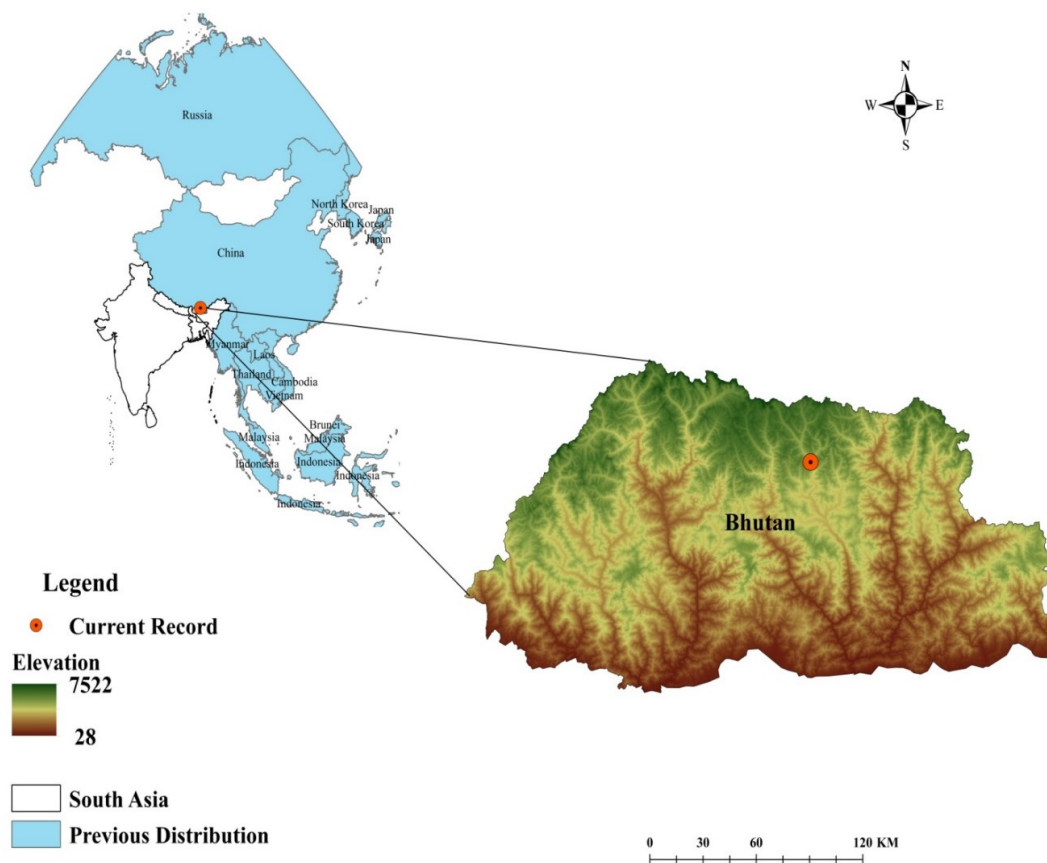 N
W E
S
Russia
North Korea
Japan
South Korea
Japan
China
Myanmar
Laos
Thailand
Cambodia
Vietnam
Brunei
Malaysia
Malaysia
Indonesia
Indonesia
Indonesia
Indonesia
Bhutan
Legend
Current Record
Elevation
7522
28
South Asia
Previous Distribution
0 30 60 120 KM